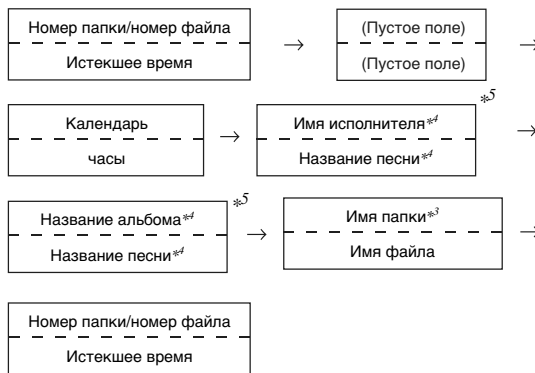 Номер папки/номер файла
Истекшее время
→
(Пустое поле)
(Пустое поле)
→
Календарь
часы
→
*5
Имя исполнителя*4
Название песни*4
→
Название альбома*4
Название песни*4
*5
→
Имя папки*3
Имя файла
→
Номер папки/номер файла
Истекшее время